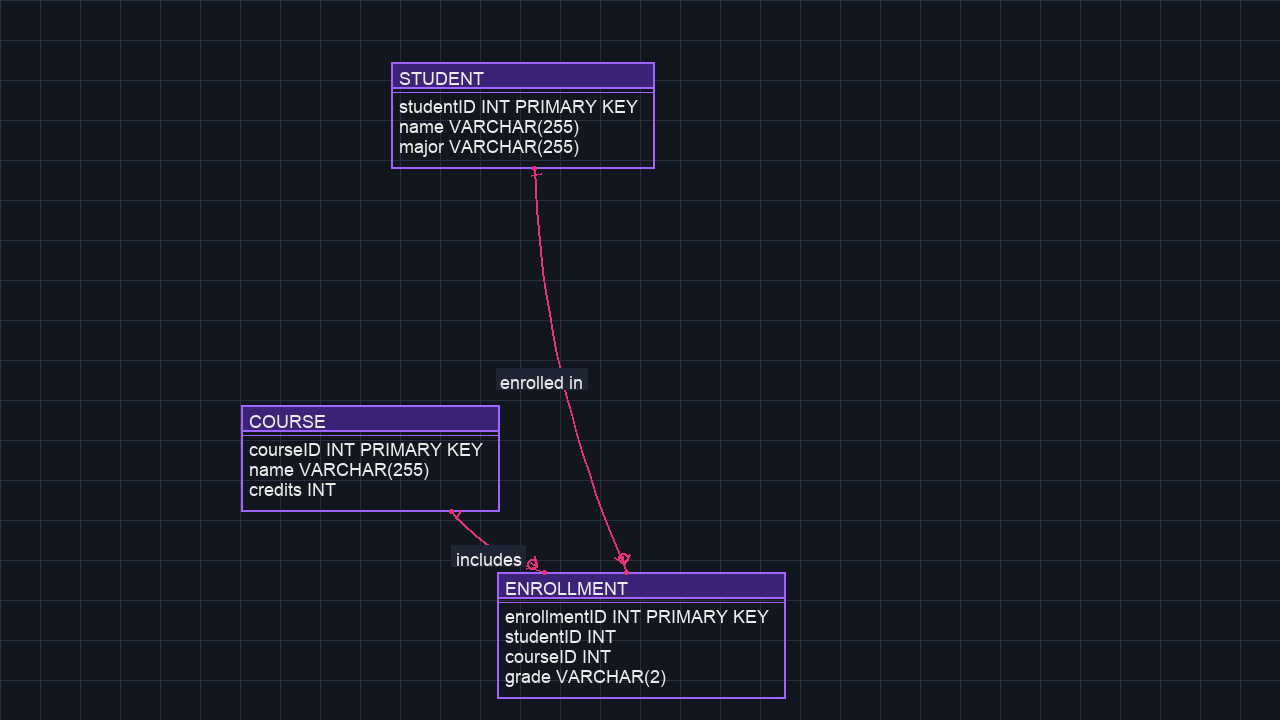 STUDENT
studentID INT PRIMARY KEY
name VARCHAR(255)
major VARCHAR(255)
enrolled in
COURSE
courseID INT PRIMARY KEY
name VARCHAR(255)
credits INT
includes
ENROLLMENT
enrollmentID INT PRIMARY KEY
studentID INT
courseID INT
grade VARCHAR(2)